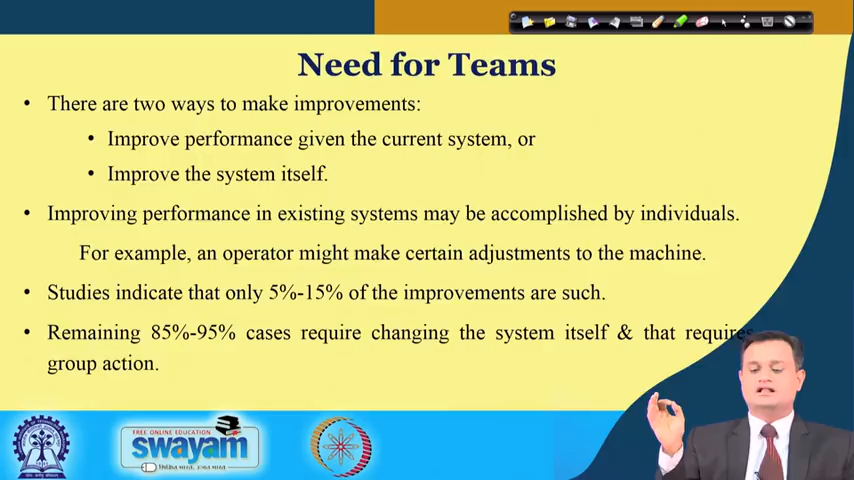 Need for Teams
• There are two ways to make improvements:
• Improve performance given the current system, or
• Improve the system itself.
• Improving performance in existing systems may be accomplished by individuals.
For example, an operator might make certain adjustments to the machine.
• Studies indicate that only 5%-15% of the improvements are such.
• Remaining 85%-95% cases require changing the system itself & that requires
group action.
FREE ONLINE EDUCATION
swayam